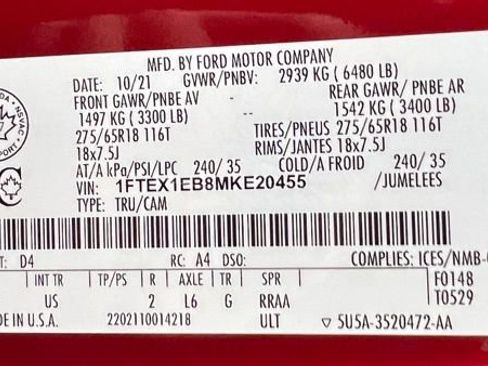 MFD. BY FORD MOTOR COMPANY
DATE: 10/21 GVWR/PNBV: 2939 KG ( 6480 LB)
FRONT GAWR/PNBE AV REAR GAWR/ PNBE AR
1497 KG ( 3300 LB) 1542 KG ( 3400 LB)
275/65R18 116T TIRES/PNEUS 275/65R18 116T
18x7.5J RIMS/JANTES 18x7.5J
AT/A kPa/PSI/LPC 240/ 35 COLD/A FROID 240/ 35
VIN: 1FTEX1EB8MKE20455
TYPE: TRU/CAM
T: D4 RC: A4 DSO: COMPLIES: ICES/NMB-
INT TR TP/PS R AXLE TR SPR F0148
US 2 L6 G RRAA T0529
DE IN U.S.A. 2202110014218 ULT ▽ 5U5A-3520472-AA
NSVAC
PORT
C